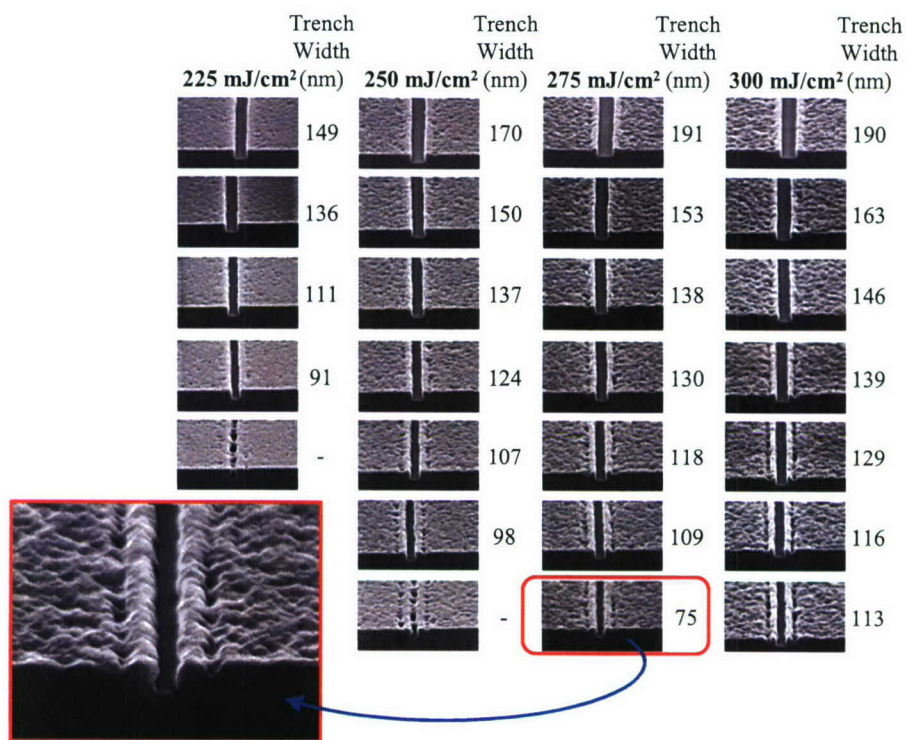 Trench Trench Trench Trench
Width Width Width Width
225 mJ/cm² (nm) 250 mJ/cm² (nm) 275 mJ/cm² (nm) 300 mJ/cm² (nm)
149 170 191 190
136 150 153 163
111 137 138 146
91 124 130 139
- 107 118 129
98 109 116
- 75 113